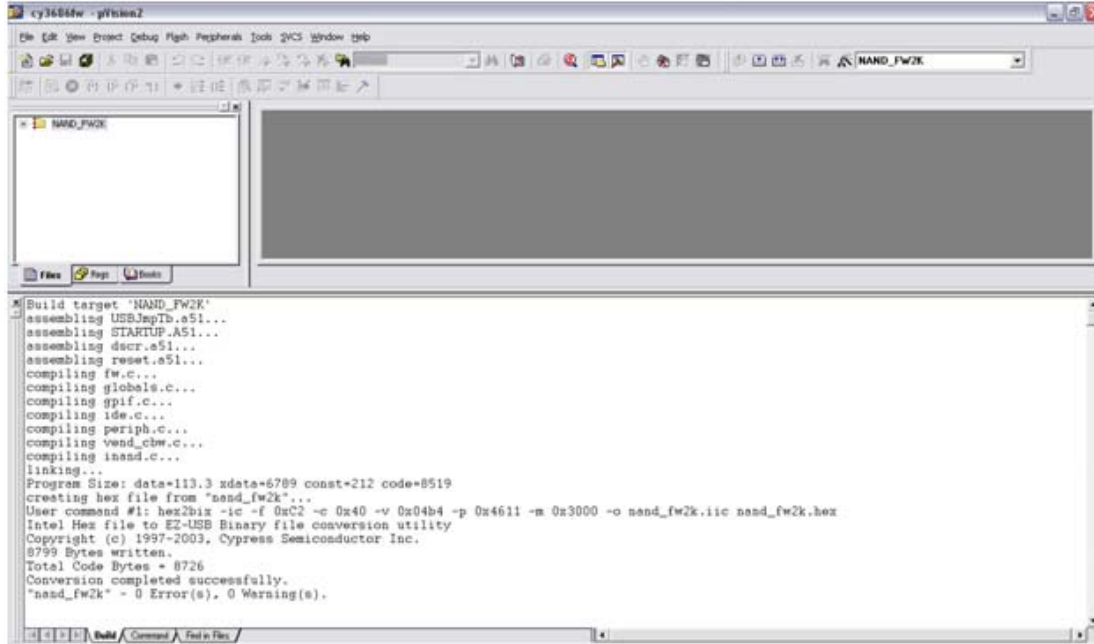 cy3686fw - µVision2
File Edit View Project Debug Flash Peripherals Tools SVCS Window Help
NAND_FW2K
NAND_FW2K
Files Regs Books
Build target 'NAND_FW2K'
assembling USBJmpTb.a51...
assembling STARTUP.A51...
assembling dscr.a51...
assembling reset.a51...
compiling fw.c...
compiling globals.c...
compiling gpif.c...
compiling ide.c...
compiling periph.c...
compiling vend_cbw.c...
compiling inand.c...
linking...
Program Size: data=113.3 xdata=6789 const=212 code=8519
creating hex file from "nand_fw2k"...
User command #1: hex2bix -ic -f 0xC2 -c 0x40 -v 0x04b4 -p 0x4611 -m 0x3000 -o nand_fw2k.iic nand_fw2k.hex
Intel Hex file to EZ-USB Binary file conversion utility
Copyright (c) 1997-2003, Cypress Semiconductor Inc.
8799 Bytes written.
Total Code Bytes = 8726
Conversion completed successfully.
"nand_fw2k" - 0 Error(s), 0 Warning(s).
Build Command Find in Files